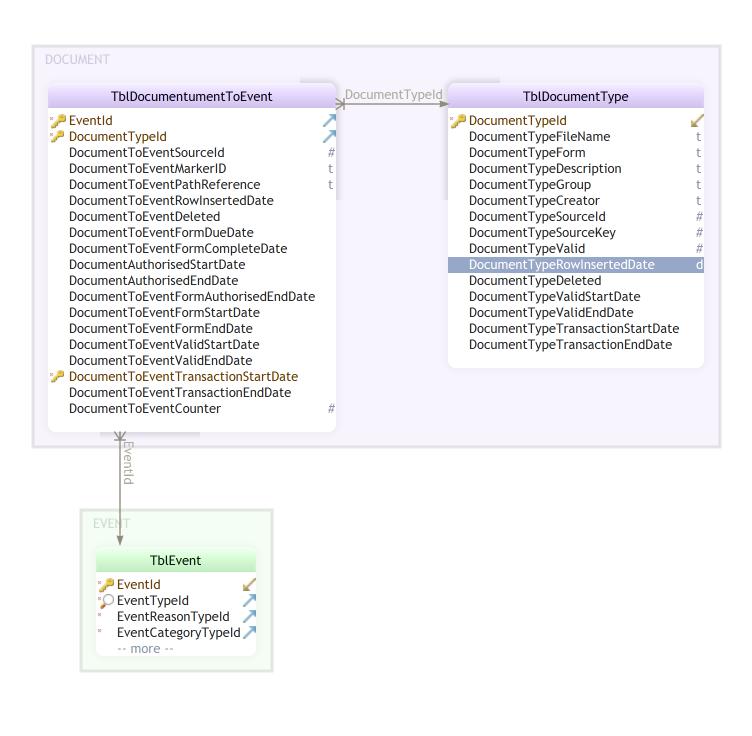 DOCUMENT
TblDocumentumentToEvent
EventId
DocumentTypeId
DocumentToEventSourceId #
DocumentToEventMarkerID t
DocumentToEventPathReference t
DocumentToEventRowInsertedDate
DocumentToEventDeleted
DocumentToEventFormDueDate
DocumentToEventFormCompleteDate
DocumentAuthorisedStartDate
DocumentAuthorisedEndDate
DocumentToEventFormAuthorisedEndDate
DocumentToEventFormStartDate
DocumentToEventFormEndDate
DocumentToEventValidStartDate
DocumentToEventValidEndDate
DocumentToEventTransactionStartDate
DocumentToEventTransactionEndDate
DocumentToEventCounter #
DocumentTypeId
TblDocumentType
DocumentTypeId
DocumentTypeFileName t
DocumentTypeForm t
DocumentTypeDescription t
DocumentTypeGroup t
DocumentTypeCreator t
DocumentTypeSourceId #
DocumentTypeSourceKey #
DocumentTypeValid #
DocumentTypeRowInsertedDate d
DocumentTypeDeleted
DocumentTypeValidStartDate
DocumentTypeValidEndDate
DocumentTypeTransactionStartDate
DocumentTypeTransactionEndDate
EventId
EVENT
TblEvent
EventId
EventTypeId
EventReasonTypeId
EventCategoryTypeId
-- more --